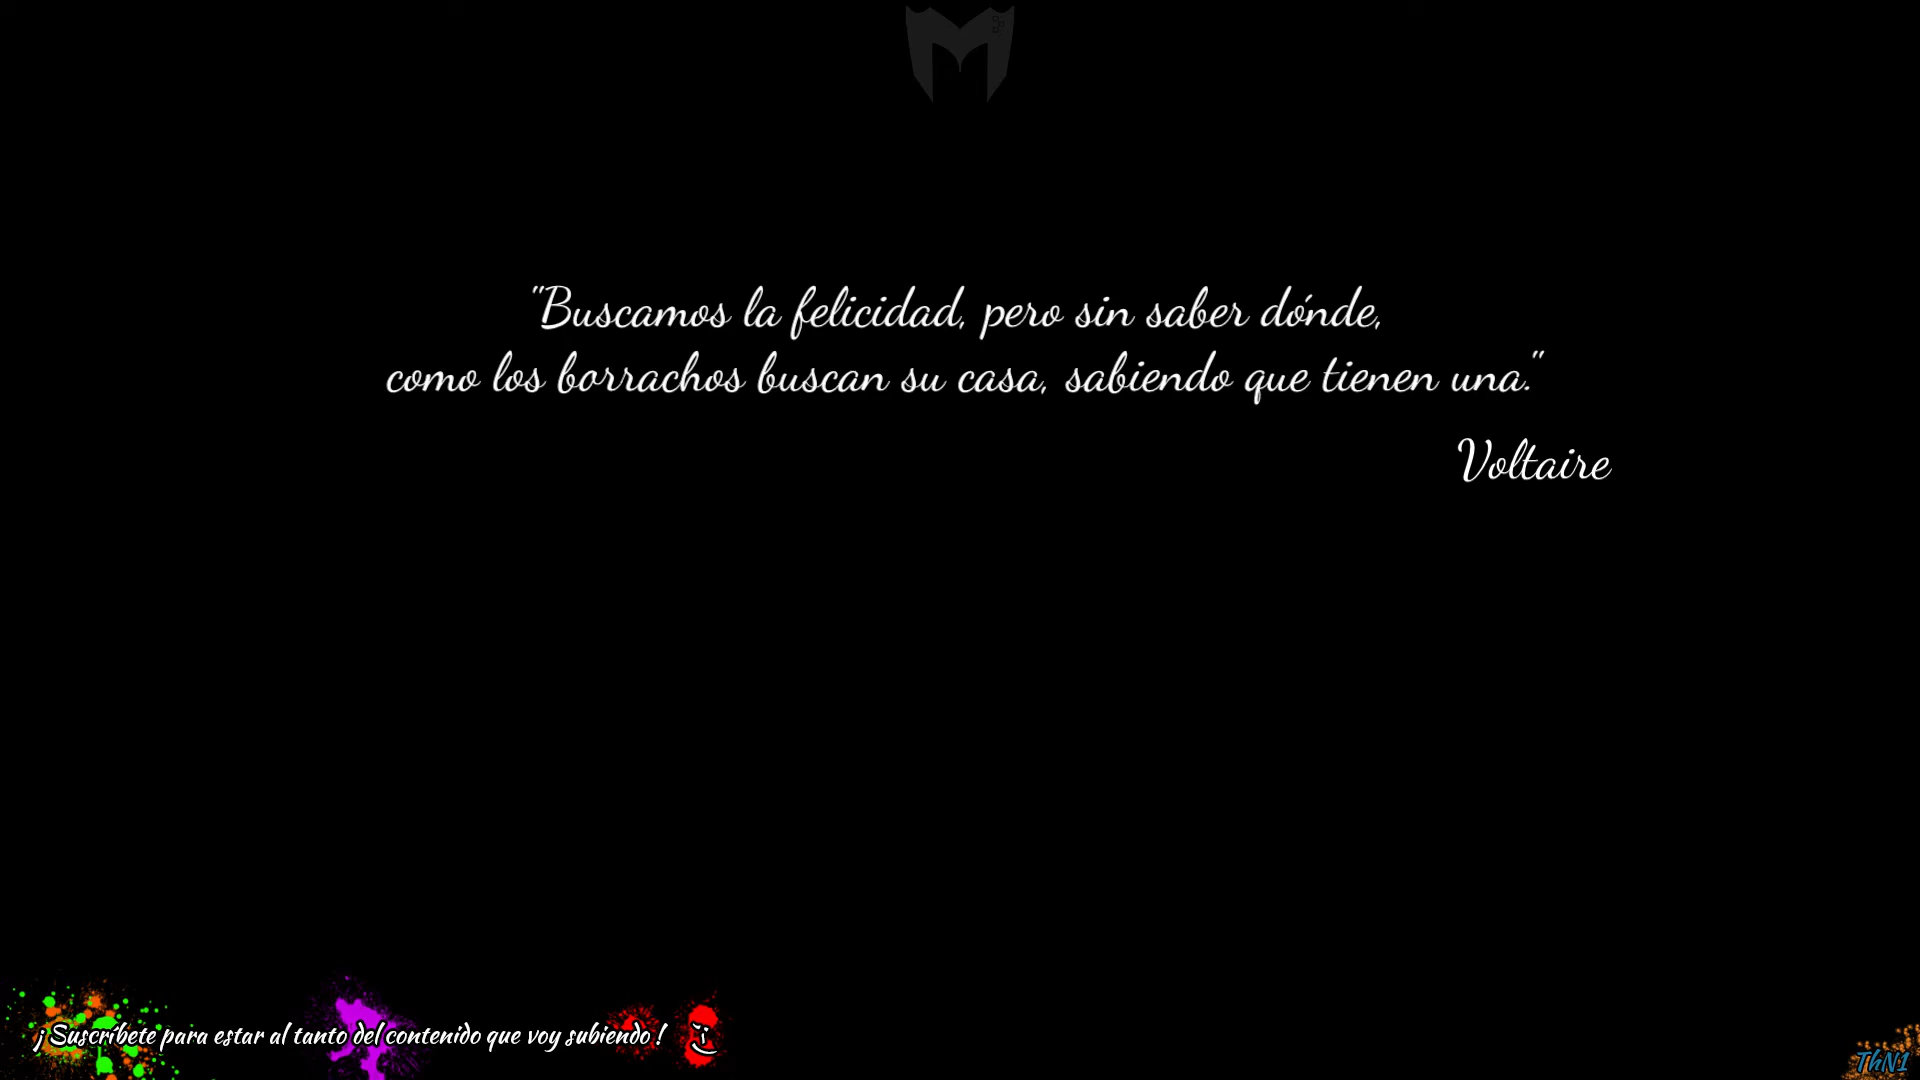 "Buscamos la felicidad, pero sin saber dónde,
como los borrachos buscan su casa, sabiendo que tienen una."
Voltaire
¡ Suscríbete para estar al tanto del contenido que voy subiendo !
ThN1